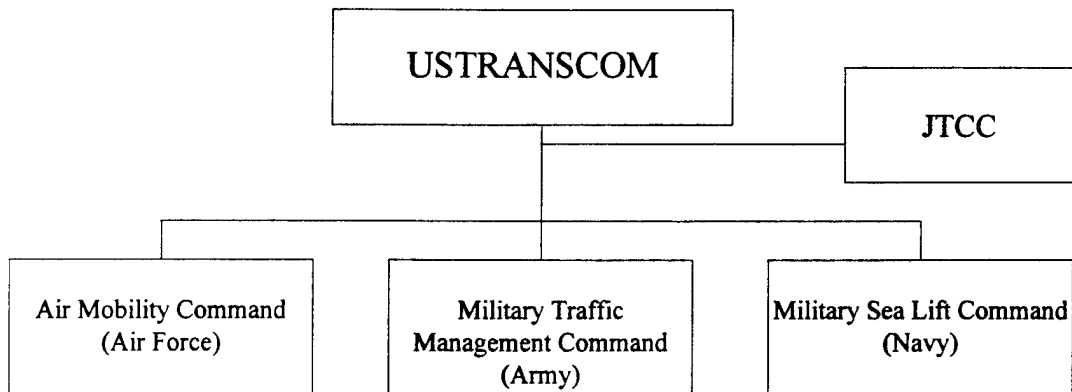 USTRANSCOM
JTCC
Air Mobility Command
(Air Force)
Military Traffic
Management Command
(Army)
Military Sea Lift Command
(Navy)